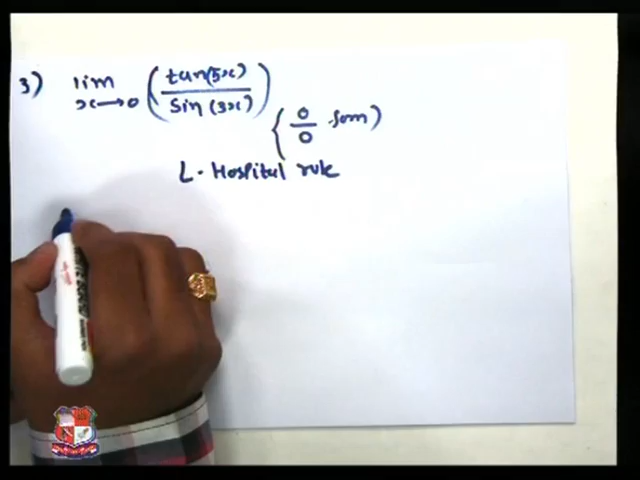 3) lim x→0 (tan(5x) / sin(3x))
{0/0 form)
L-Hospital rule